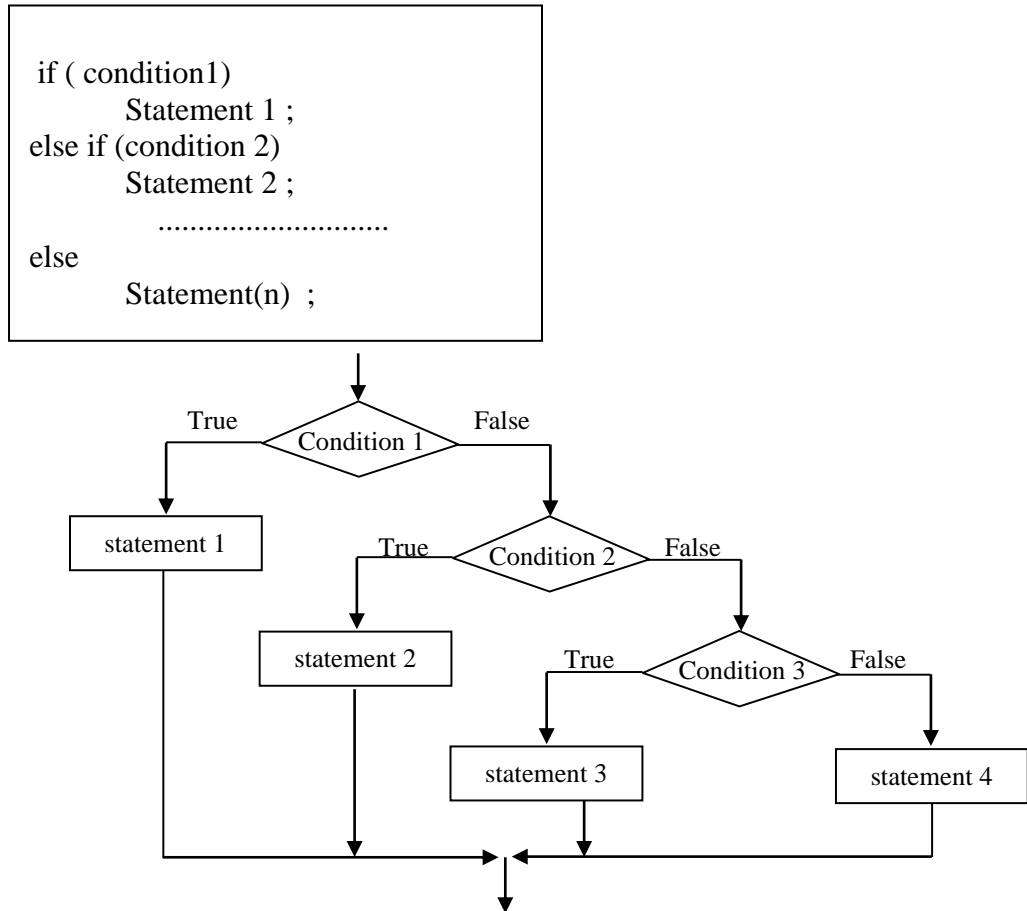 if ( condition1)
Statement 1 ;
else if (condition 2)
Statement 2 ;
.............................
else
Statement(n)  ;
True
False
Condition 1
statement 1
True
Condition 2
False
statement 2
True
Condition 3
False
statement 3
statement 4